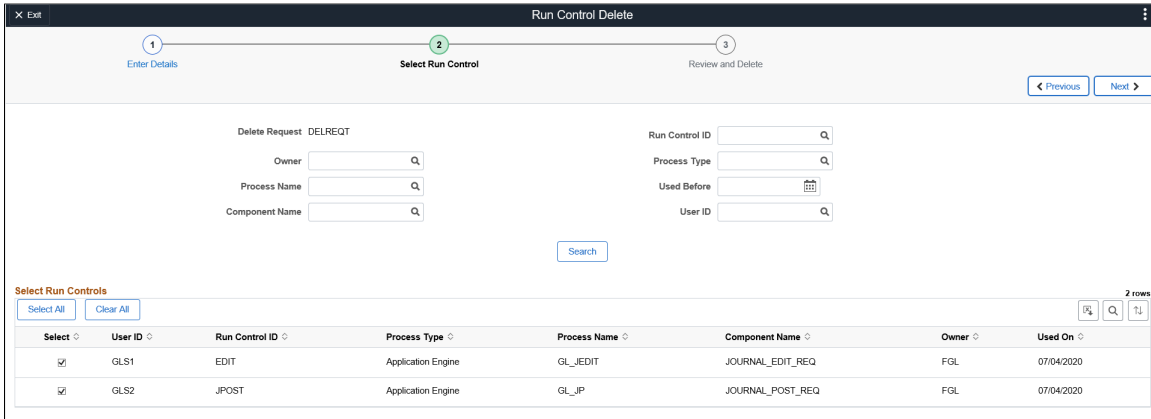 Exit
Run Control Delete
1
2
3
Enter Details
Select Run Control
Review and Delete
Previous
Next
Delete Request DELREQT
Run Control ID
Owner
Process Type
Process Name
Used Before
Component Name
User ID
Search
Select Run Controls
2 rows
Select All Clear All
Select User ID Run Control ID Process Type Process Name Component Name Owner Used On
GLS1 EDIT Application Engine GL_JEDIT JOURNAL_EDIT_REQ FGL 07/04/2020
GLS2 JPOST Application Engine GL_JP JOURNAL_POST_REQ FGL 07/04/2020